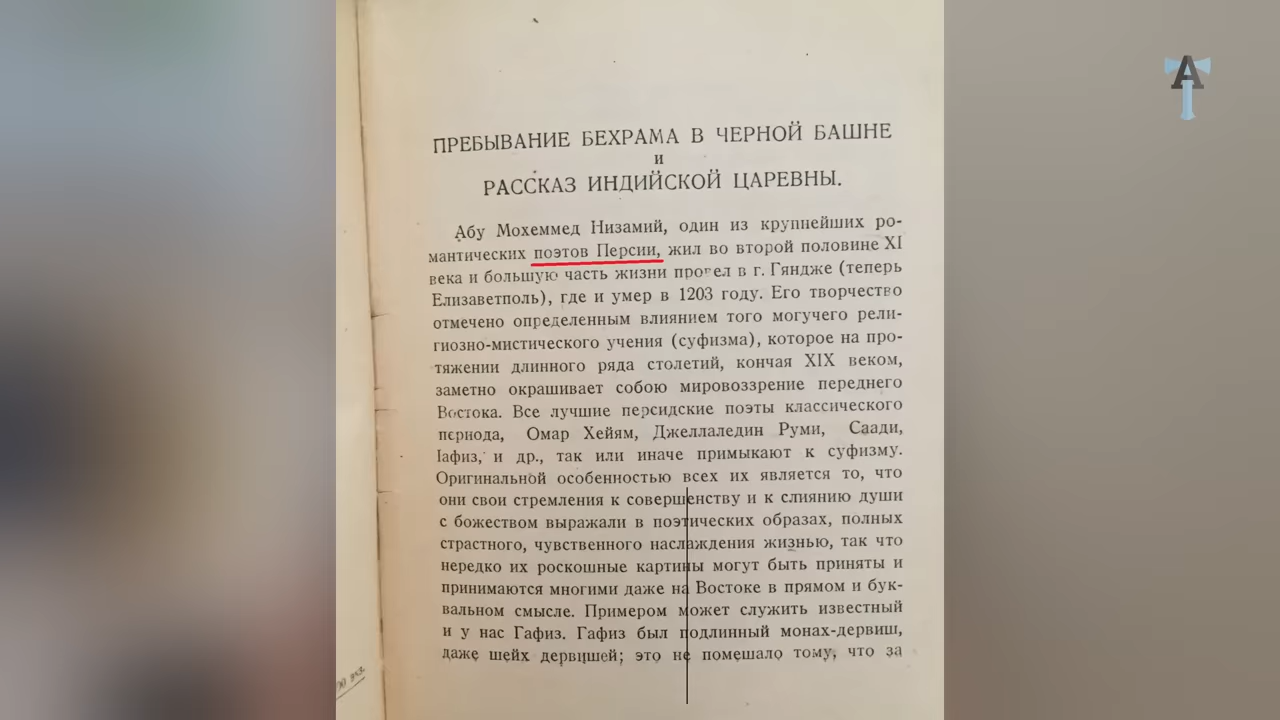 ПРЕБЫВАНИЕ БЕХРАМА В ЧЕРНОЙ БАШНЕ
и
РАССКАЗ ИНДИЙСКОЙ ЦАРЕВНЫ.
Абу Мохеммед Низамий, один из крупнейших ро-
мантических поэтов Персии, жил во второй половине XI
века и большую часть жизни провел в г. Гяндже (теперь
Елизаветполь), где и умер в 1203 году. Его творчество
отмечено определенным влиянием того могучего рели-
гиозно-мистического учения (суфизма), которое на про-
тяжении длинного ряда столетий, кончая XIX веком,
заметно окрашивает собою мировоззрение переднего
Востока. Все лучшие персидские поэты классического
периода, Омар Хейям, Джеллаледин Руми, Саади,
Гафиз, и др., так или иначе примыкают к суфизму.
Оригинальной особенностью всех их является то, что
они свои стремления к совершенству и к слиянию души
с божеством выражали в поэтических образах, полных
страстного, чувственного наслаждения жизнью, так что
нередко их роскошные картины могут быть приняты и
принимаются многими даже на Востоке в прямом и бук-
вальном смысле. Примером может служить известный
и у нас Гафиз. Гафиз был подлинный монах-дервиш,
даже шейх дервишей; это не помешало тому, что за
А